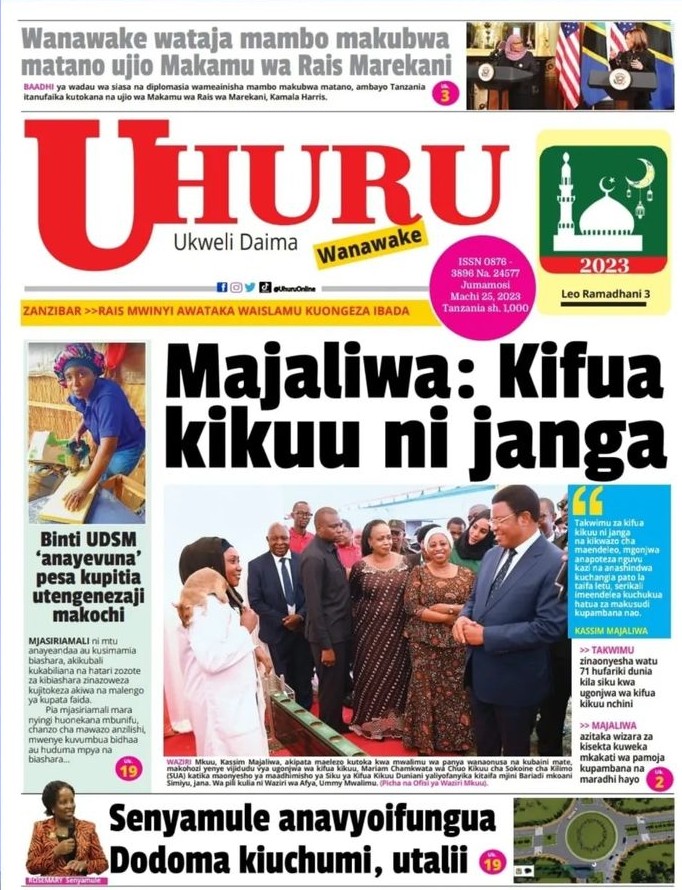 Wanawake wataja mambo makubwa
matano ujio Makamu wa Rais Marekani
BAADHI ya wadau wa siasa na diplomasia wameainisha mambo makubwa matano, ambayo Tanzania
itanufaika kutokana na ujio wa Makamu wa Rais wa Marekani, Kamala Harris.
Uk.
3
UHURU
Ukweli Daima
Wanawake
@UhuruOnline
ISSN 0876 -
3896 Na. 24577
Jumamosi
Machi 25, 2023
Tanzania sh. 1,000
2023
Leo Ramadhani 3
ZANZIBAR >>RAIS MWINYI AWATAKA WAISLAMU KUONGEZA IBADA
Majaliwa: Kifua
kikuu ni janga
Binti UDSM
‘anayevuna’
pesa kupitia
utengenezaji
makochi
MJASIRIAMALI ni mtu
anayeandaa au kusimamia
biashara, akikubali
kukabiliana na hatari zozote
za kibiashara zinazoweza
kujitokeza akiwa na malengo
ya kupata faida.
Pia mjasiriamali mara
nyingi huonekana mbunifu,
chanzo cha mawazo anzilishi,
mwenye kuvumbua bidhaa
au huduma mpya na
biashara...
Uk.
19
Takwimu za kifua
kikuu ni janga
na kikwazo cha
maendeleo, mgonjwa
anapoteza nguvu
kazi na anashindwa
kuchangia pato la
taifa letu, serikali
imeendelea kuchukua
hatua za makusudi
kupambana nao.
KASSIM MAJALIWA
>> TAKWIMU
zinaonyesha watu
71 hufariki dunia
kila siku kwa
ugonjwa wa kifua
kikuu nchini
>> MAJALIWA
azitaka wizara za
kisekta kuweka
mkakati wa pamoja
kupambana na
maradhi hayo
Uk.
2
WAZIRI Mkuu, Kassim Majaliwa, akipata maelezo kutoka kwa mwalimu wa panya wanaonusa na kubaini mate,
makohozi yenye vijidudu vya ugonjwa wa kifua kikuu, Mariam Chamkwata wa Chuo Kikuu cha Sokoine cha Kilimo
(SUA) katika maonyesho ya maadhimisho ya Siku ya Kifua Kikuu Duniani yaliyofanyika kitaifa mjini Bariadi mkoani
Simiyu, jana. Wa pili kulia ni Waziri wa Afya, Ummy Mwalimu. (Picha na Ofisi ya Waziri Mkuu).
Senyamule anavyoifungua
Dodoma kiuchumi, utalii
Uk.
19
ROSEMARY Senyamule